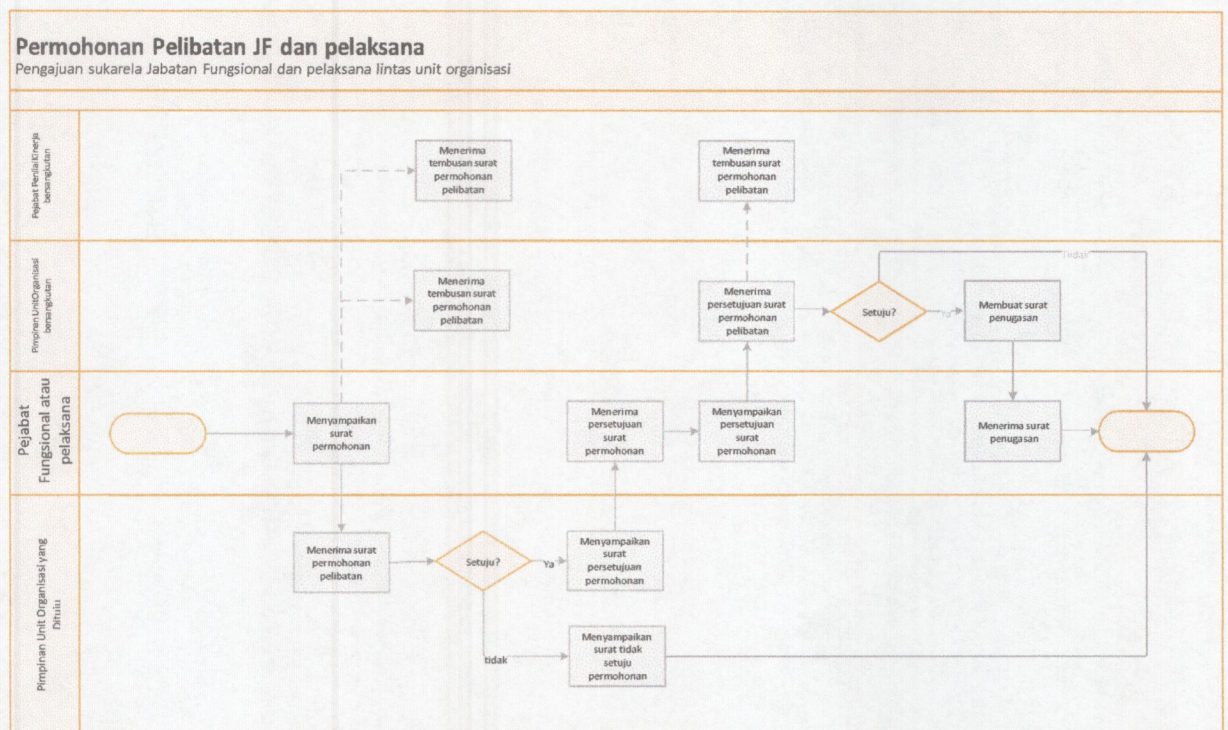 Permohonan Pelibatan JF dan pelaksana
Pengajuan sukarela Jabatan Fungsional dan pelaksana lintas unit organisasi
Pejabat Penilai Kinerja
bersangkutan
Menerima
tembusan surat
permohonan
pelibatan
Menerima
tembusan surat
permohonan
pelibatan
Pimpinan UnitOrganisasi
bersangkutan
Menerima
tembusan surat
permohonan
pelibatan
Menerima
persetujuan surat
permohonan
pelibatan
Setuju?
Ya
Membuat surat
penugasan
Tidak
Pejabat
Fungsional atau
pelaksana
Menyampaikan
surat
permohonan
Menerima
persetujuan
surat
permohonan
Menyampaikan
persetujuan
surat
permohonan
Menerima surat
penugasan
Pimpinan Unit Organisasi yang
Dituju
Menerima surat
permohonan
pelibatan
Setuju?
Ya
Menyampaikan
surat
persetujuan
permohonan
tidak
Menyampaikan
surat tidak
setuju
permohonan